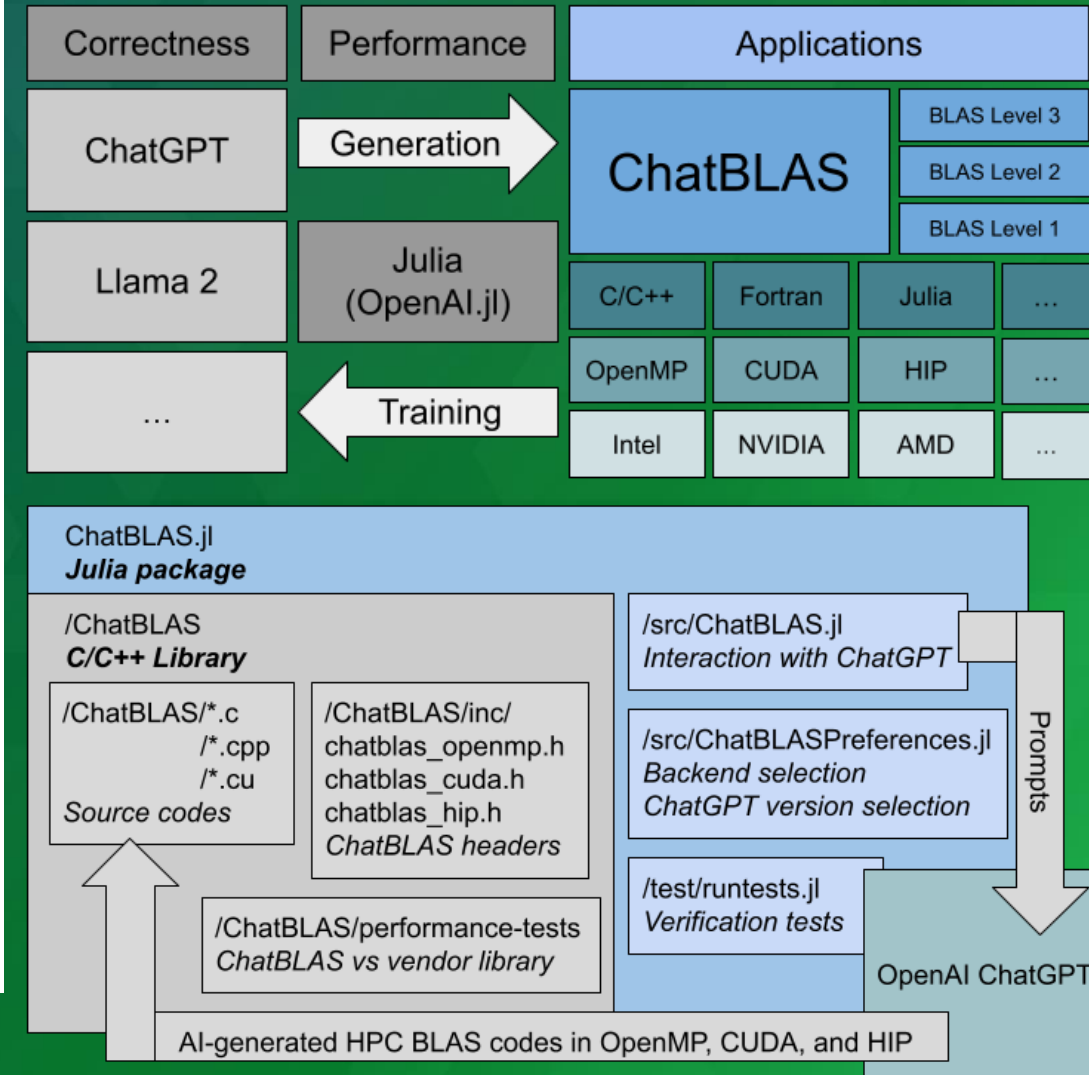 Correctness
Performance
Applications
ChatGPT
Generation
ChatBLAS
BLAS Level 3
BLAS Level 2
BLAS Level 1
Llama 2
Julia
(OpenAI.jl)
C/C++
Fortran
Julia
...
OpenMP
CUDA
HIP
...
...
Training
Intel
NVIDIA
AMD
...
ChatBLAS.jl
Julia package
/ChatBLAS
C/C++ Library
/ChatBLAS/*.c
/*.cpp
/*.cu
Source codes
/ChatBLAS/inc/
chatblas_openmp.h
chatblas_cuda.h
chatblas_hip.h
ChatBLAS headers
/ChatBLAS/performance-tests
ChatBLAS vs vendor library
/src/ChatBLAS.jl
Interaction with ChatGPT
/src/ChatBLASPreferences.jl
Backend selection
ChatGPT version selection
/test/runtests.jl
Verification tests
Prompts
OpenAI ChatGPT
AI-generated HPC BLAS codes in OpenMP, CUDA, and HIP